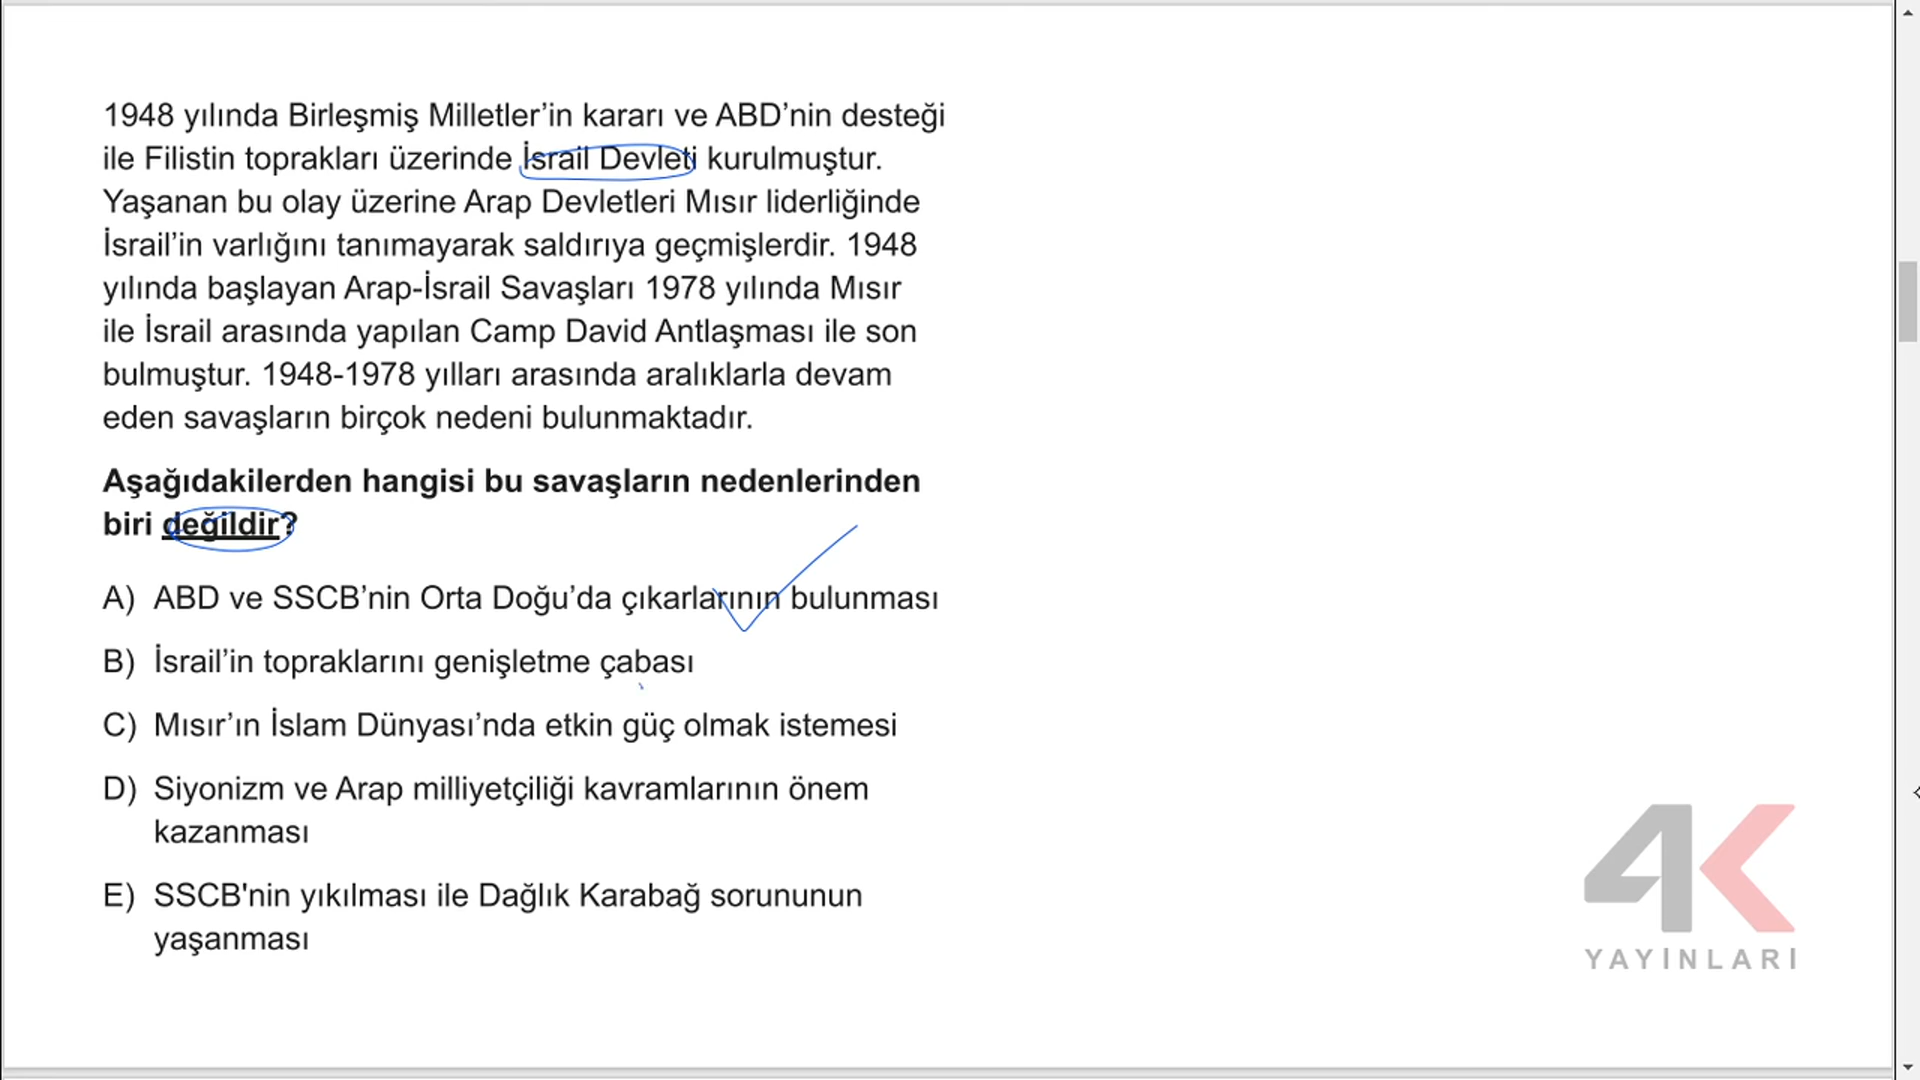 1948 yılında Birleşmiş Milletler’in kararı ve ABD’nin desteği
ile Filistin toprakları üzerinde İsrail Devleti kurulmuştur.
Yaşanan bu olay üzerine Arap Devletleri Mısır liderliğinde
İsrail’in varlığını tanımayarak saldırıya geçmişlerdir. 1948
yılında başlayan Arap-İsrail Savaşları 1978 yılında Mısır
ile İsrail arasında yapılan Camp David Antlaşması ile son
bulmuştur. 1948-1978 yılları arasında aralıklarla devam
eden savaşların birçok nedeni bulunmaktadır.
Aşağıdakilerden hangisi bu savaşların nedenlerinden
biri değildir?
A) ABD ve SSCB’nin Orta Doğu’da çıkarlarının bulunması
B) İsrail’in topraklarını genişletme çabası
C) Mısır’ın İslam Dünyası’nda etkin güç olmak istemesi
D) Siyonizm ve Arap milliyetçiliği kavramlarının önem
kazanması
E) SSCB'nin yıkılması ile Dağlık Karabağ sorununun
yaşanması
4K
YAYİNLARİ